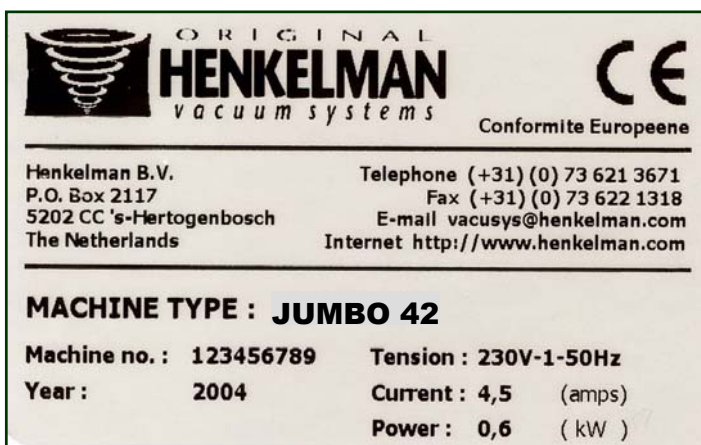 ORIGINAL
HENKELMAN
vacuum systems
CE
Conformite Europeene
Henkelman B.V.
P.O. Box 2117
5202 CC 's-Hertogenbosch
The Netherlands
Telephone (+31) (0) 73 621 3671
Fax (+31) (0) 73 622 1318
E-mail vacusys@henkelman.com
Internet http://www.henkelman.com
MACHINE TYPE : JUMBO 42
Machine no. : 123456789
Year : 2004
Tension : 230V-1-50Hz
Current : 4,5 (amps)
Power : 0,6 ( kW )